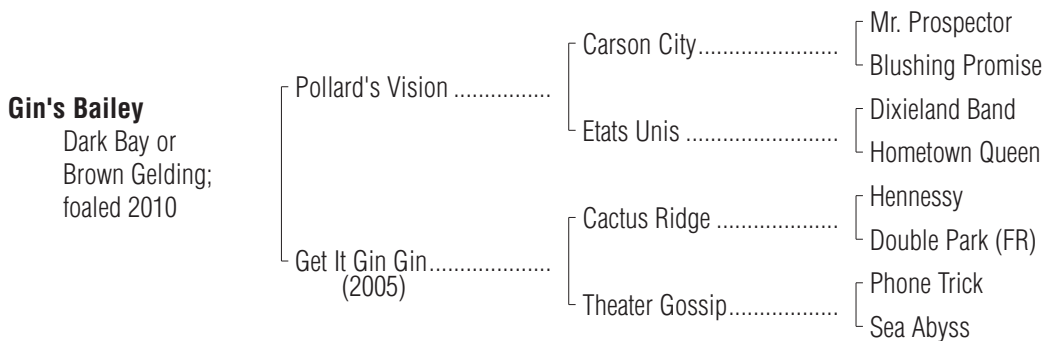 Gin's Bailey
Dark Bay or
Brown Gelding;
foaled 2010
Pollard's Vision ................
Get It Gin Gin....................
(2005)
Carson City.......................
Etats Unis .........................
Cactus Ridge ....................
Theater Gossip..................
Mr. Prospector
Blushing Promise
Dixieland Band
Hometown Queen
Hennessy
Double Park (FR)
Phone Trick
Sea Abyss